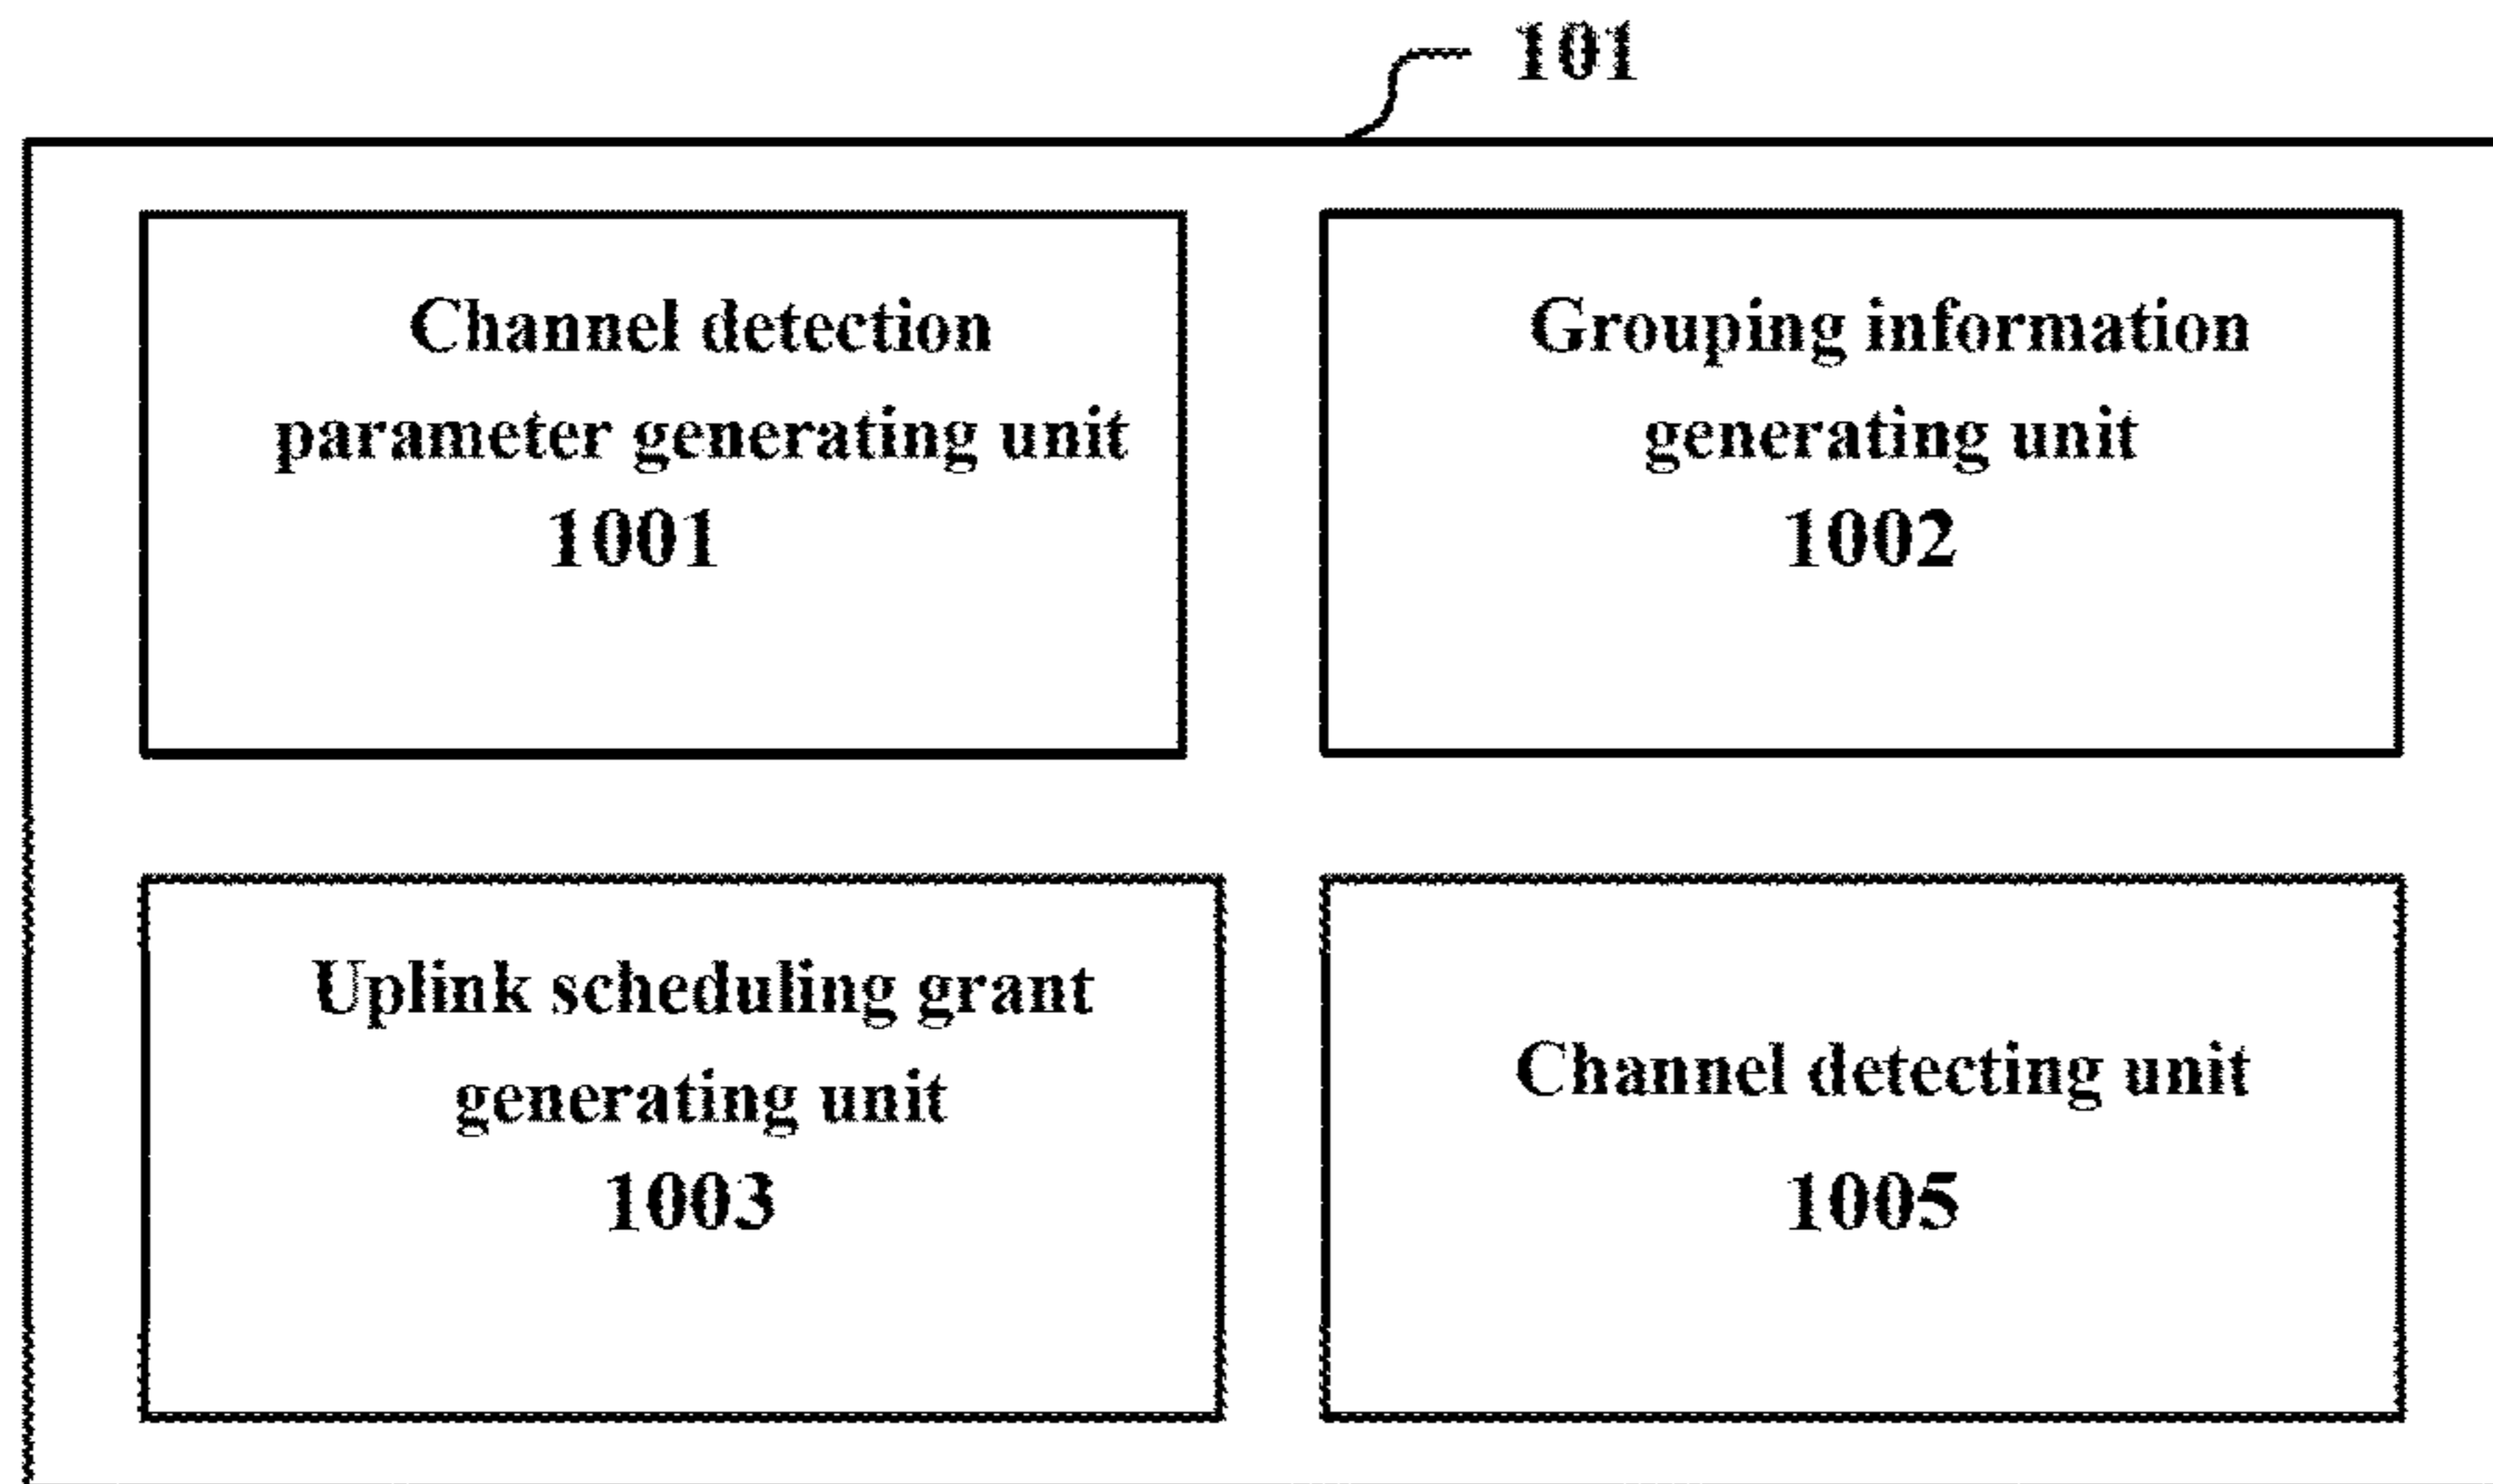 101
Channel detection
parameter generating unit
1001
Grouping information
generating unit
1002
Uplink scheduling grant
generating unit
1003
Channel detecting unit
1005